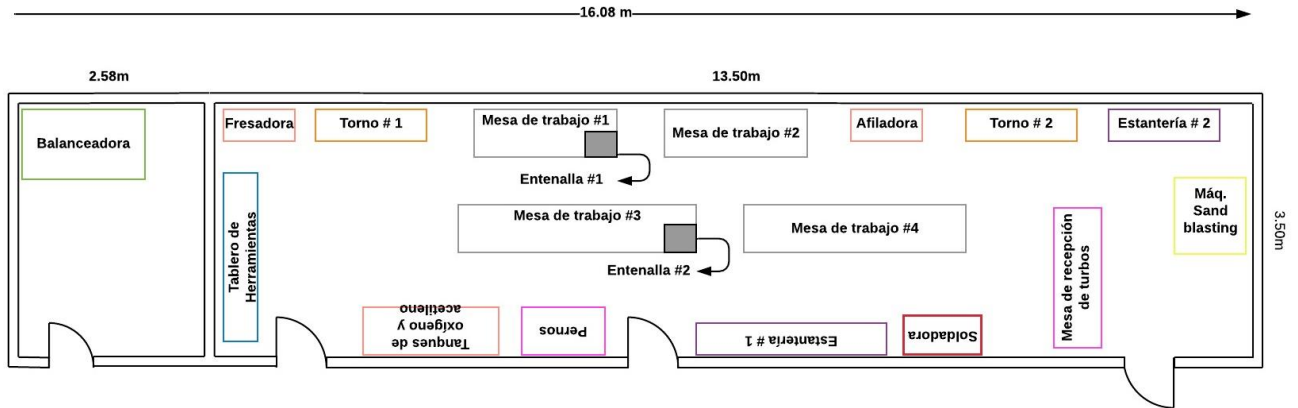 16.08 m
2.58m
13.50m
Balanceadora
Fresadora
Torno # 1
Mesa de trabajo #1
Mesa de trabajo #2
Afiladora
Torno # 2
Estantería # 2
Entenalla #1
Tablero de
Herramientas
Mesa de trabajo #3
Entenalla #2
Mesa de trabajo #4
Mesa de recepción
de turbos
Máq.
Sand
blasting
3.50m
Tanques de
oxígeno y
acetileno
Pernos
Estantería # 1
Soldadora